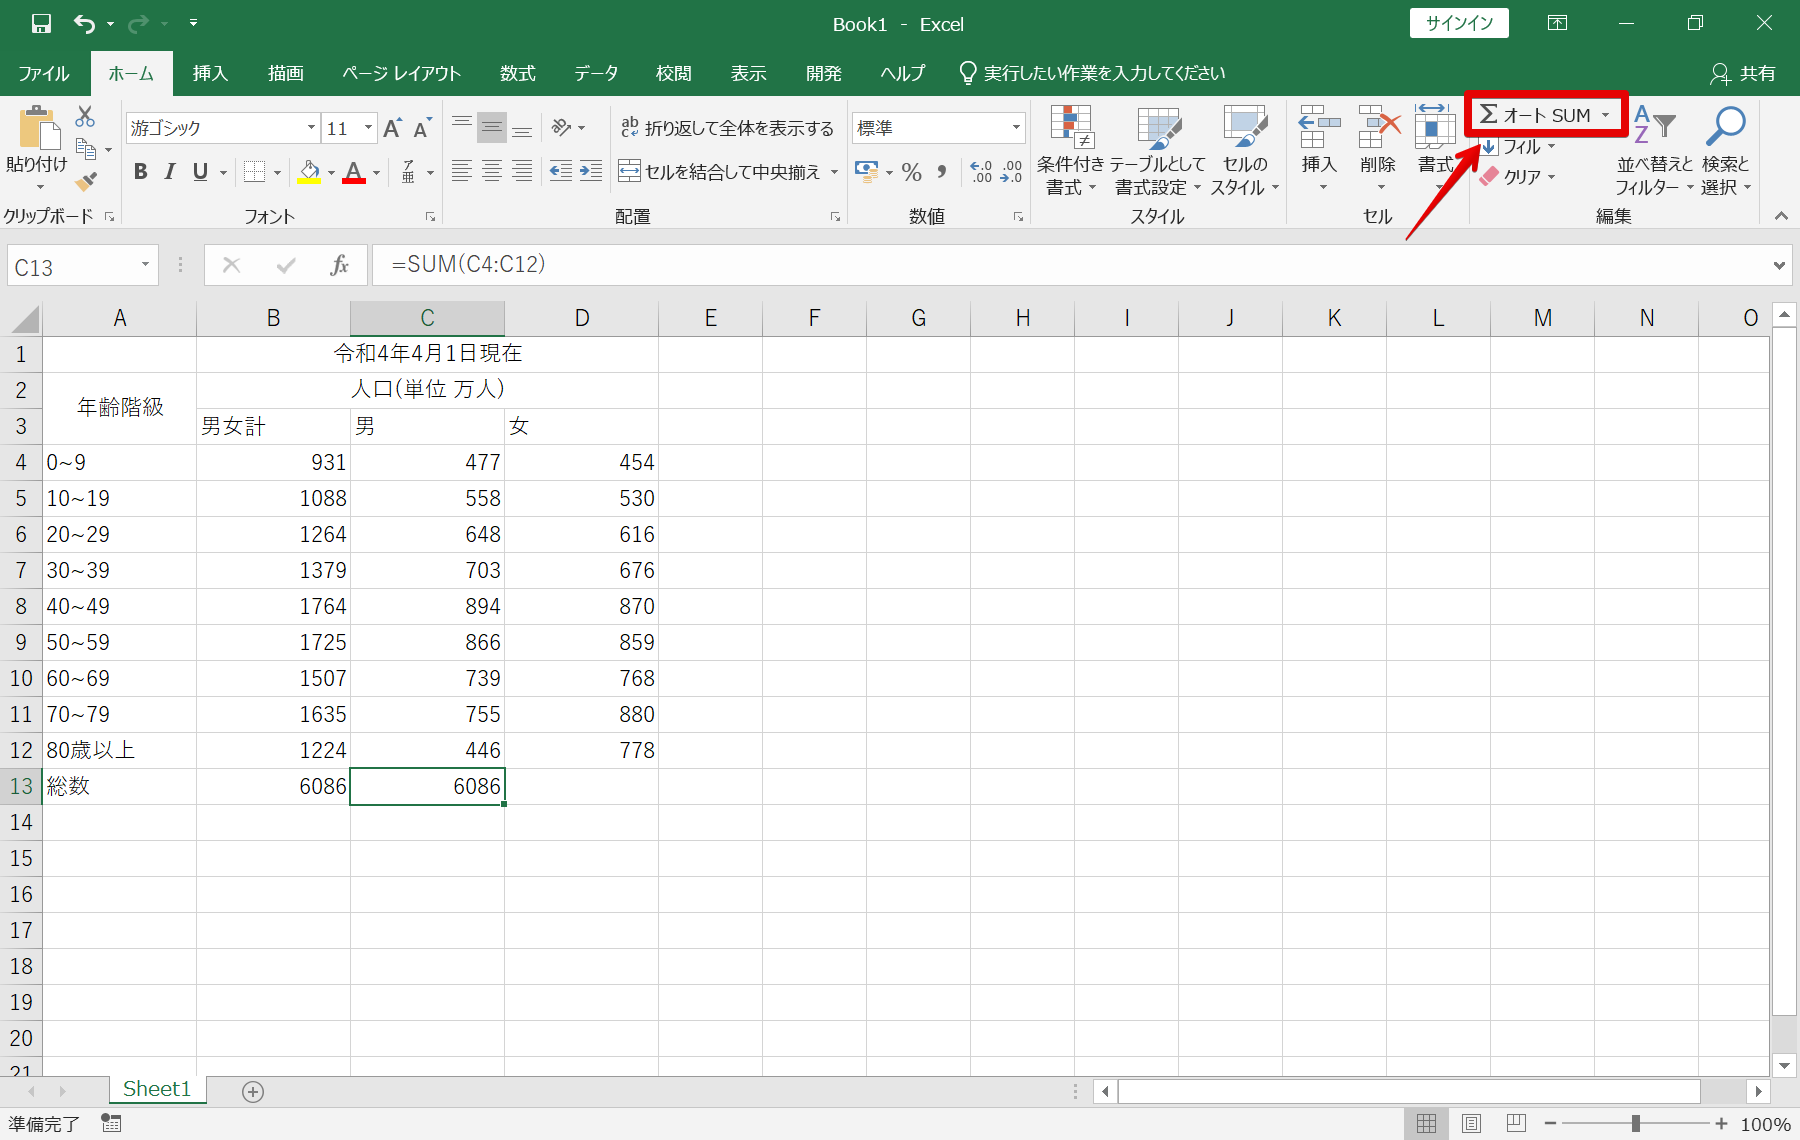 Book1 - Excel
サインイン
ファイル ホーム 挿入 描画 ページ レイアウト 数式 データ 校閲 表示 開発 ヘルプ 実行したい作業を入力してください 共有
貼り付け
クリップボード
游ゴシック 11 A A
B I U A ア亜
フォント
ab c 折り返して全体を表示する
セルを結合して中央揃え
配置
標準
% , .0 .00 .00 .0
数値
条件付き書式
テーブルとして書式設定
セルのスタイル
スタイル
挿入 削除 書式
セル
Σ オート SUM
フィル
クリア
A Z 並べ替えとフィルター
検索と選択
編集
C13 fx =SUM(C4:C12)
A B C D E F G H I J K L M N O
1 令和4年4月1日現在
2 年齢階級 人口(単位 万人)
3 男女計 男 女
4 0~9 931 477 454
5 10~19 1088 558 530
6 20~29 1264 648 616
7 30~39 1379 703 676
8 40~49 1764 894 870
9 50~59 1725 866 859
10 60~69 1507 739 768
11 70~79 1635 755 880
12 80歳以上 1224 446 778
13 総数 6086 6086
14
15
16
17
18
19
20
21
Sheet1
準備完了 100%